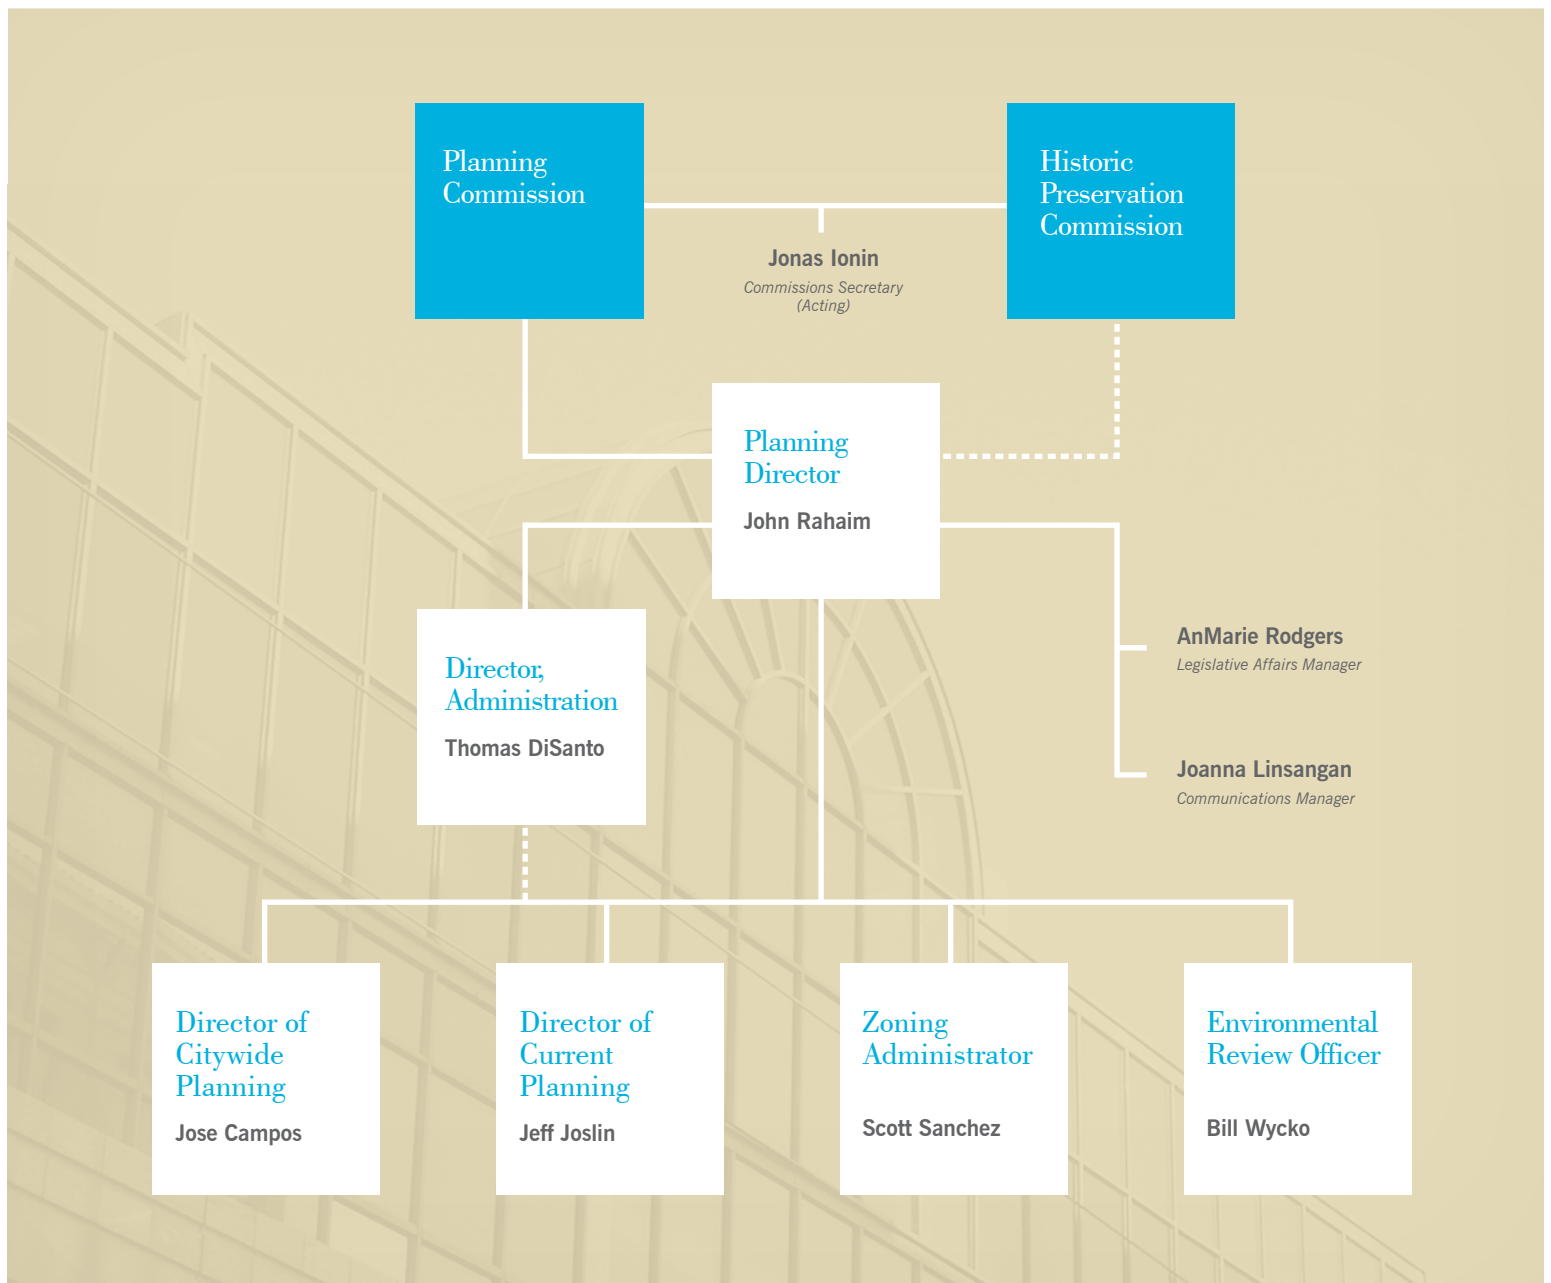 Planning
Commission
Historic
Preservation
Commission
Jonas Ionin
Commissions Secretary
(Acting)
Planning
Director
John Rahaim
Director,
Administration
Thomas DiSanto
AnMarie Rodgers
Legislative Affairs Manager
Joanna Linsangan
Communications Manager
Director of
Citywide
Planning
Jose Campos
Director of
Current
Planning
Jeff Joslin
Zoning
Administrator
Scott Sanchez
Environmental
Review Officer
Bill Wycko